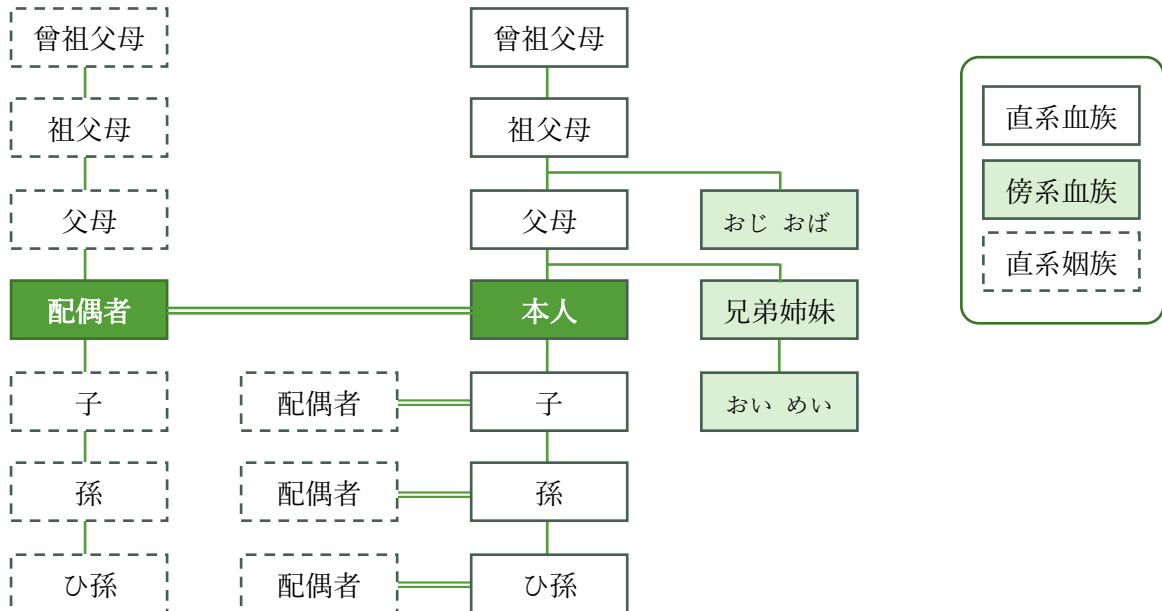 曾祖父母
曾祖父母
祖父母
祖父母
直系血族
父母
父母
おじ おば
傍系血族
直系姻族
配偶者
本人
兄弟姉妹
子
配偶者
子
おい めい
孫
配偶者
孫
ひ孫
配偶者
ひ孫